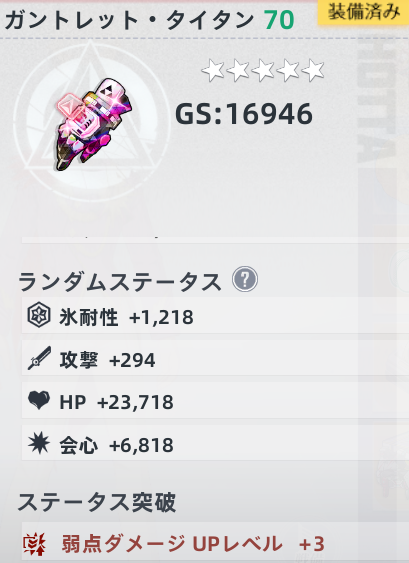 装備済み
ガントレット・タイタン 70
GS:16946
ランダムステータス ?
氷耐性 +1,218
攻撃 +294
HP +23,718
会心 +6,818
ステータス突破
弱点ダメージ UPレベル +3